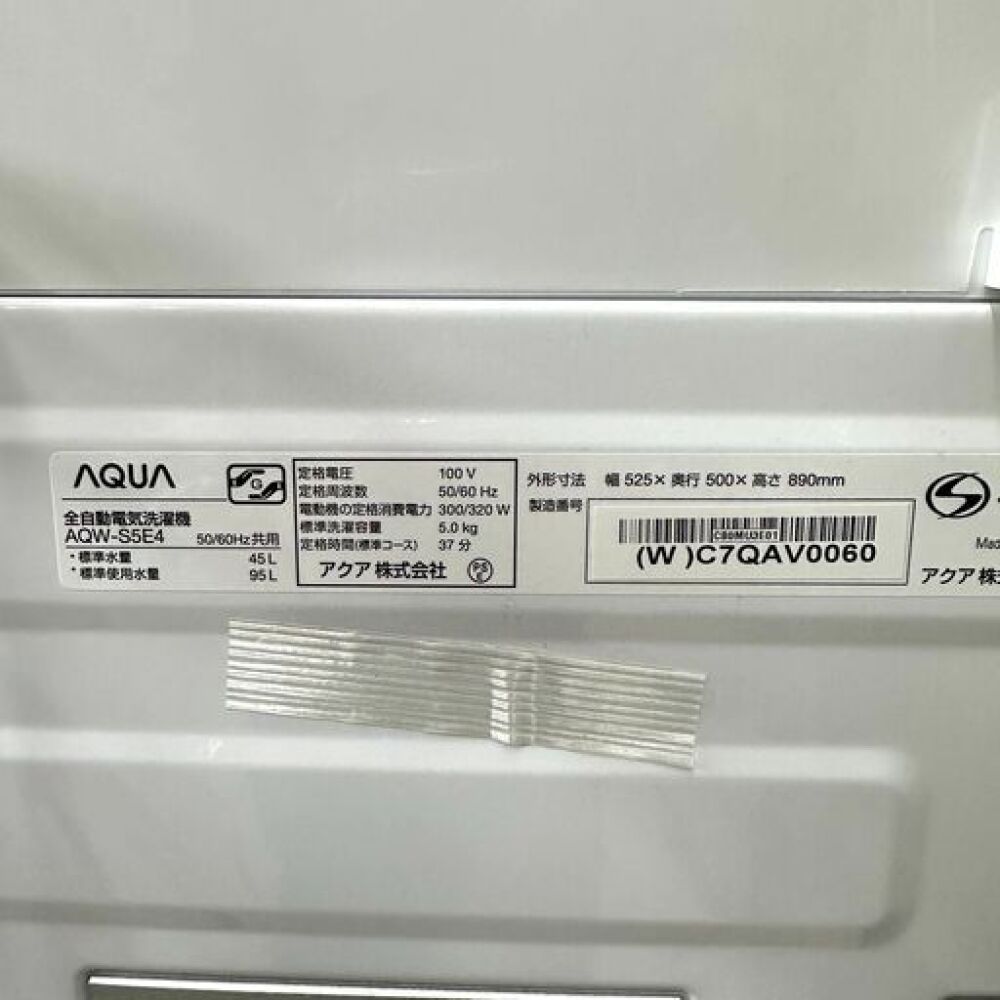 AQUA
G
全自動電気洗濯機
AQW-S5E4 50/60Hz共用
・標準水量 45L
・標準使用水量 95L
定格電圧 100 V
定格周波数 50/60 Hz
電動機の定格消費電力 300/320 W
標準洗濯容量 5.0 kg
定格時間(標準コース) 37 分
アクア 株式会社
PS E
外形寸法 幅 525× 奥行 500× 高さ 890mm
製造番号
(W )C7QAV0060
S
Mad
アクア 株式